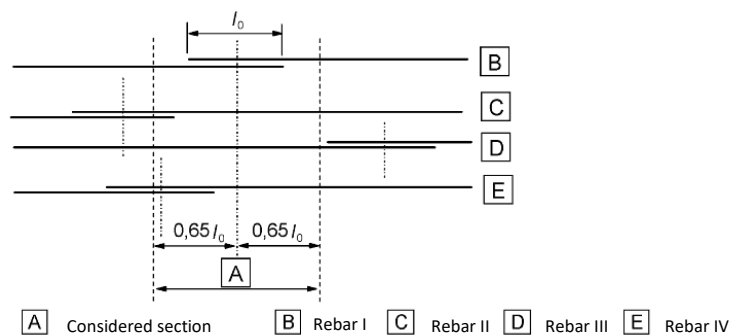 l₀
B
C
D
E
0,65 l₀ 0,65 l₀
A
A Considered section B Rebar I C Rebar II D Rebar III E Rebar IV